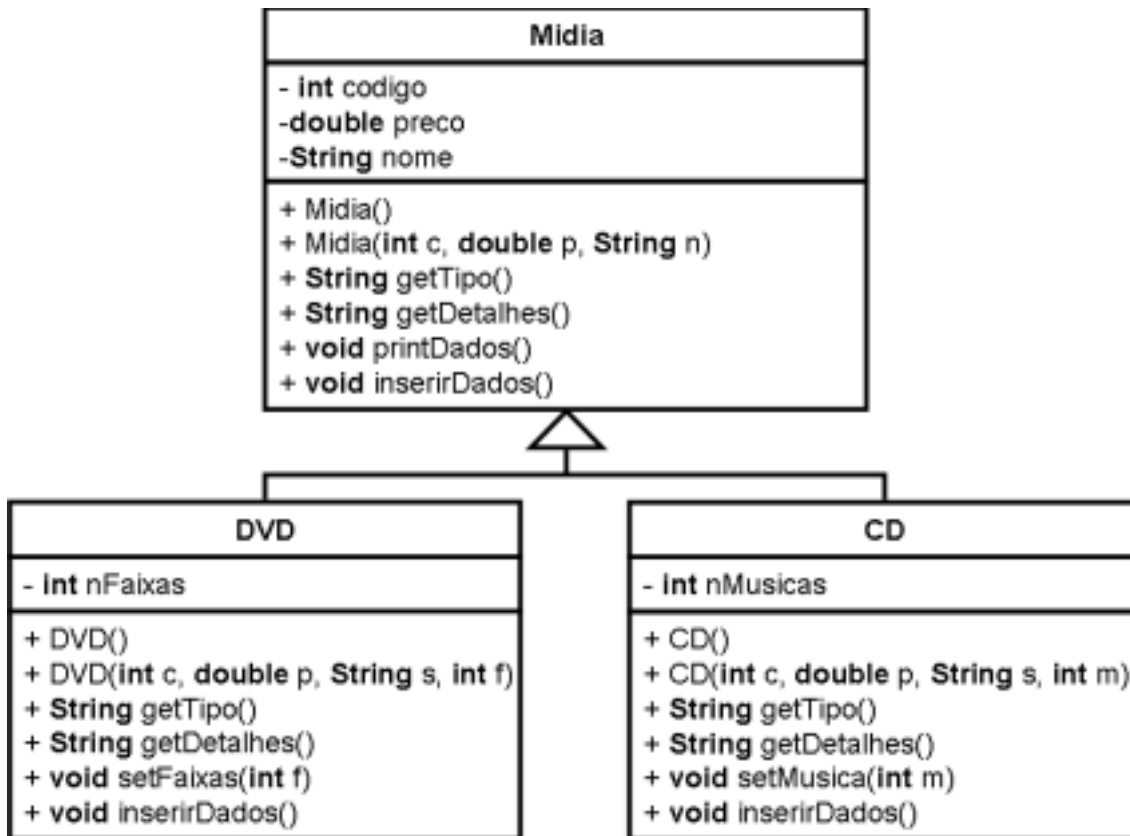 Midia
- int codigo
-double preco
-String nome
+ Midia()
+ Midia(int c, double p, String n)
+ String getTipo()
+ String getDetalhes()
+ void printDados()
+ void inserirDados()
DVD
- int nFaixas
+ DVD()
+ DVD(int c, double p, String s, int f)
+ String getTipo()
+ String getDetalhes()
+ void setFaixas(int f)
+ void inserirDados()
CD
- int nMusicas
+ CD()
+ CD(int c, double p, String s, int m)
+ String getTipo()
+ String getDetalhes()
+ void setMusica(int m)
+ void inserirDados()